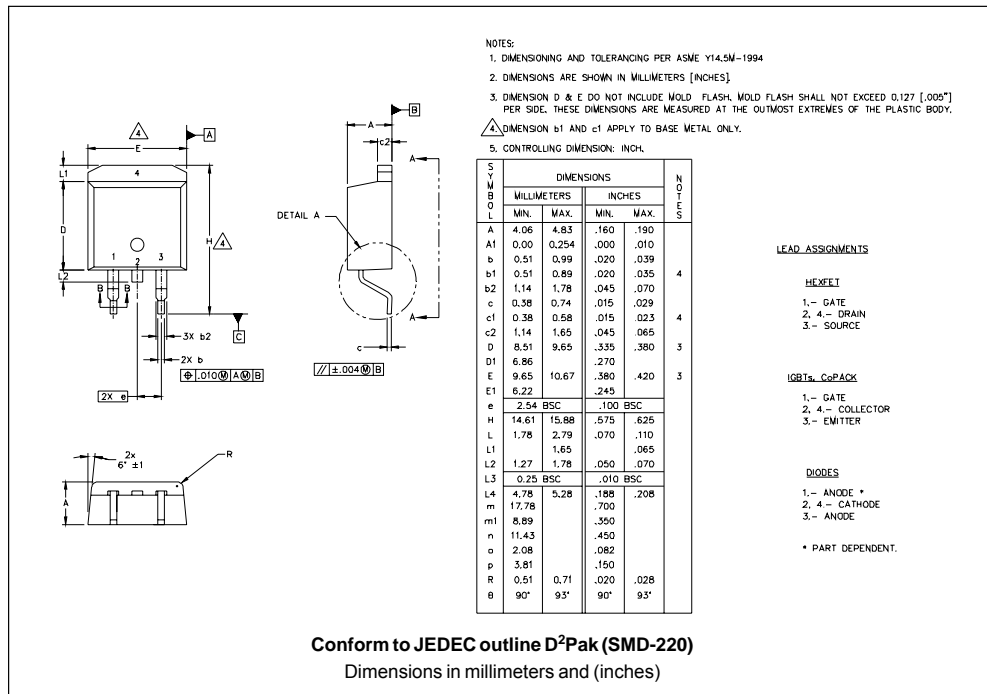 NOTES:
1. DIMENSIONING AND TOLERANCING PER ASME Y14.5M-1994
2. DIMENSIONS ARE SHOWN IN MILLIMETERS [INCHES].
3. DIMENSION D & E DO NOT INCLUDE MOLD FLASH. MOLD FLASH SHALL NOT EXCEED 0.127 [.005"]
PER SIDE. THESE DIMENSIONS ARE MEASURED AT THE OUTMOST EXTREMES OF THE PLASTIC BODY.
4. DIMENSION b1 AND c1 APPLY TO BASE METAL ONLY.
5. CONTROLLING DIMENSION: INCH.
4
A
E
L1
4
D
H
4
1
2
3
L2
B
B
3X b2
C
2X b
⌖ .010 Ⓜ A Ⓜ B
2X e
B
A
c2
A
DETAIL A
A
c
// ±.004 Ⓜ B
2x
6° ±1
R
A
SYMBOL DIMENSIONS NOTES
MILLIMETERS INCHES
MIN. MAX. MIN. MAX.
A 4.06 4.83 .160 .190
A1 0.00 0.254 .000 .010
b 0.51 0.99 .020 .039
b1 0.51 0.89 .020 .035 4
b2 1.14 1.78 .045 .070
c 0.38 0.74 .015 .029
c1 0.38 0.58 .015 .023 4
c2 1.14 1.65 .045 .065
D 8.51 9.65 .335 .380 3
D1 6.86 .270
E 9.65 10.67 .380 .420 3
E1 6.22 .245
e 2.54 BSC .100 BSC
H 14.61 15.88 .575 .625
L 1.78 2.79 .070 .110
L1 1.65 .065
L2 1.27 1.78 .050 .070
L3 0.25 BSC .010 BSC
L4 4.78 5.28 .188 .208
m 17.78 .700
m1 8.89 .350
n 11.43 .450
o 2.08 .082
p 3.81 .150
R 0.51 0.71 .020 .028
θ 90° 93° 90° 93°
LEAD ASSIGNMENTS
HEXFET
1.- GATE
2, 4.- DRAIN
3.- SOURCE
IGBTs, CoPACK
1.- GATE
2, 4.- COLLECTOR
3.- EMITTER
DIODES
1.- ANODE *
2, 4.- CATHODE
3.- ANODE
* PART DEPENDENT.
Conform to JEDEC outline D²Pak (SMD-220)
Dimensions in millimeters and (inches)